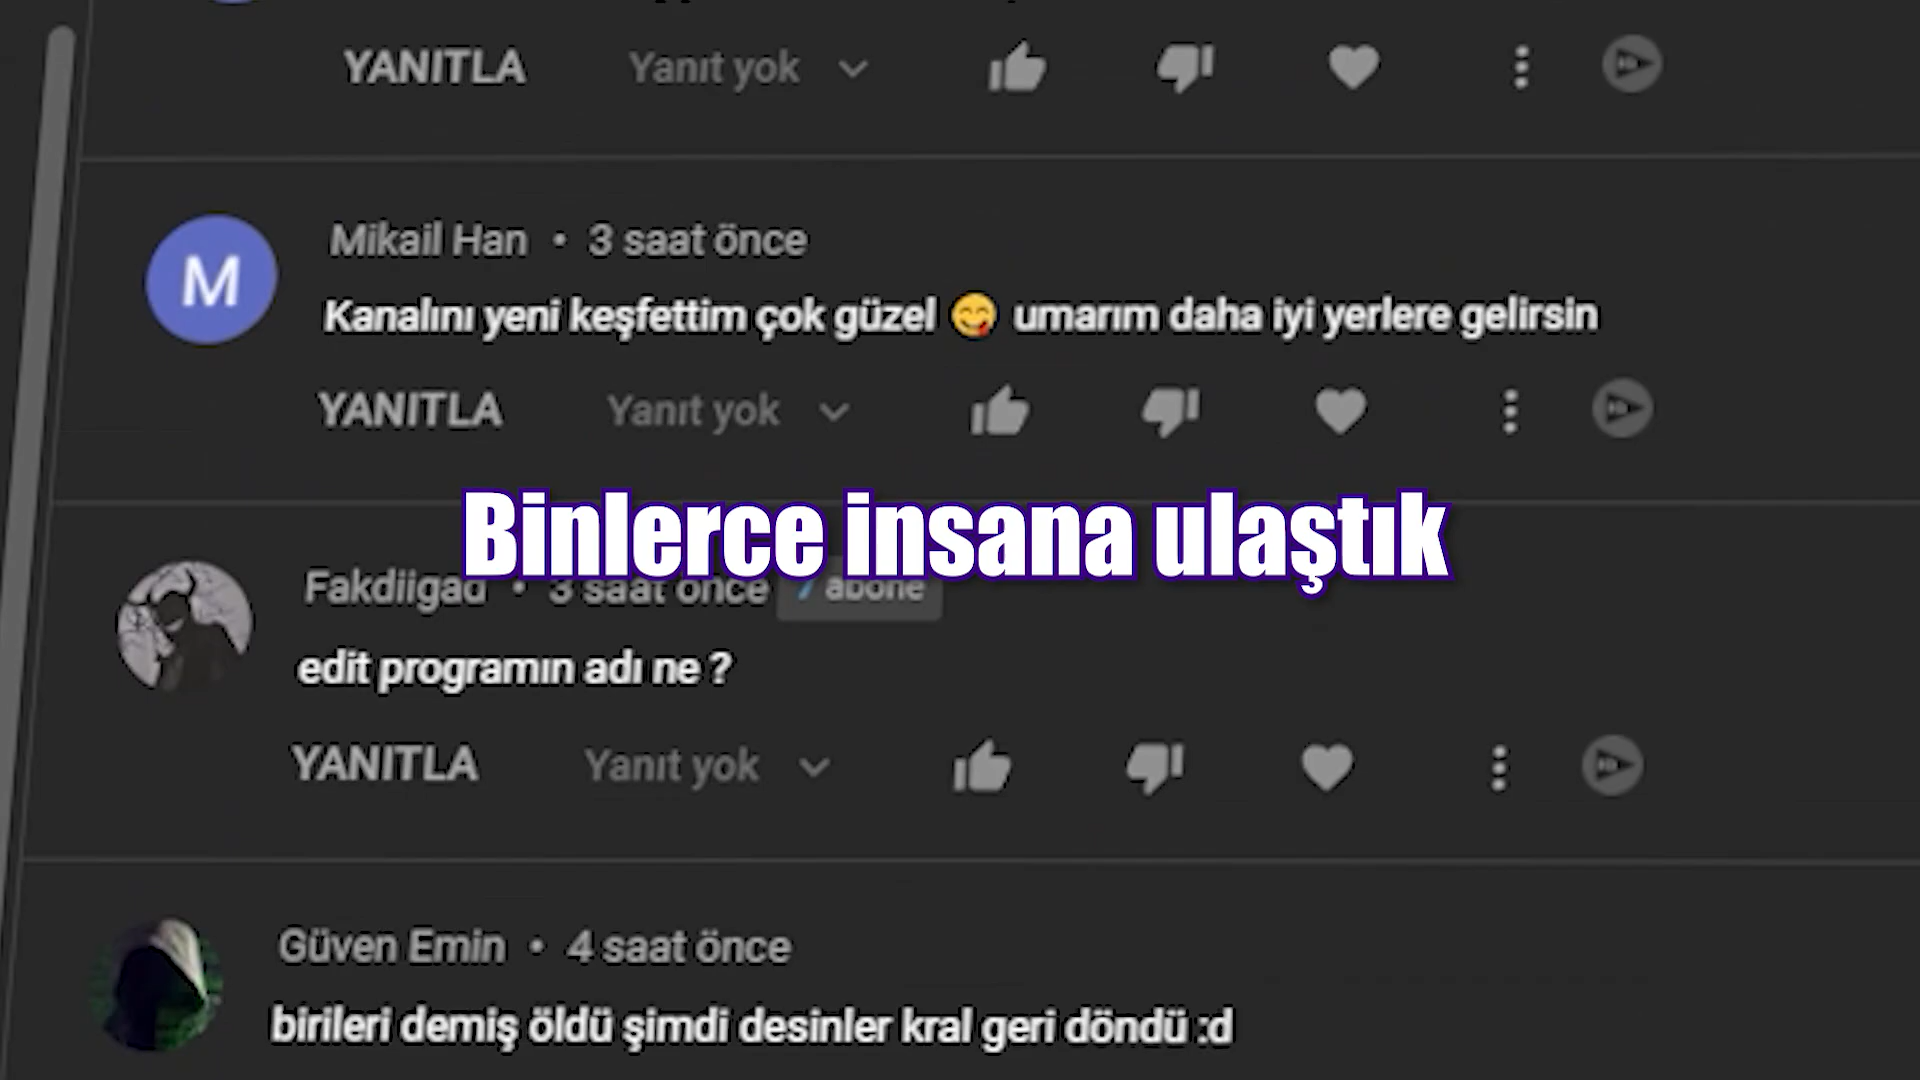 YANITLA Yanıt yok
M
Mikail Han • 3 saat önce
Kanalını yeni keşfettim çok güzel 😋 umarım daha iyi yerlere gelirsin
YANITLA Yanıt yok
Binlerce insana ulaştık
Fakdiigad • 3 saat önce 7 abone
edit programın adı ne ?
YANITLA Yanıt yok
Güven Emin • 4 saat önce
birileri demiş öldü şimdi desinler kral geri döndü :d